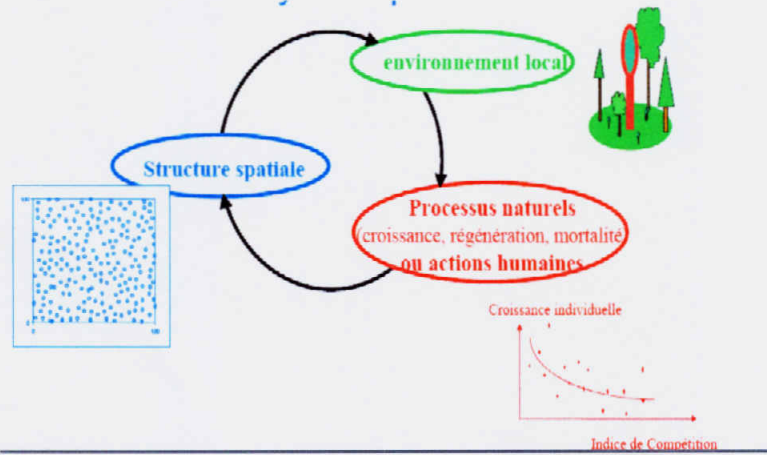 environnement local
Structure spatiale
Processus naturels
(croissance, régénération, mortalité
ou actions humaines
Croissance individuelle
Indice de Compétition